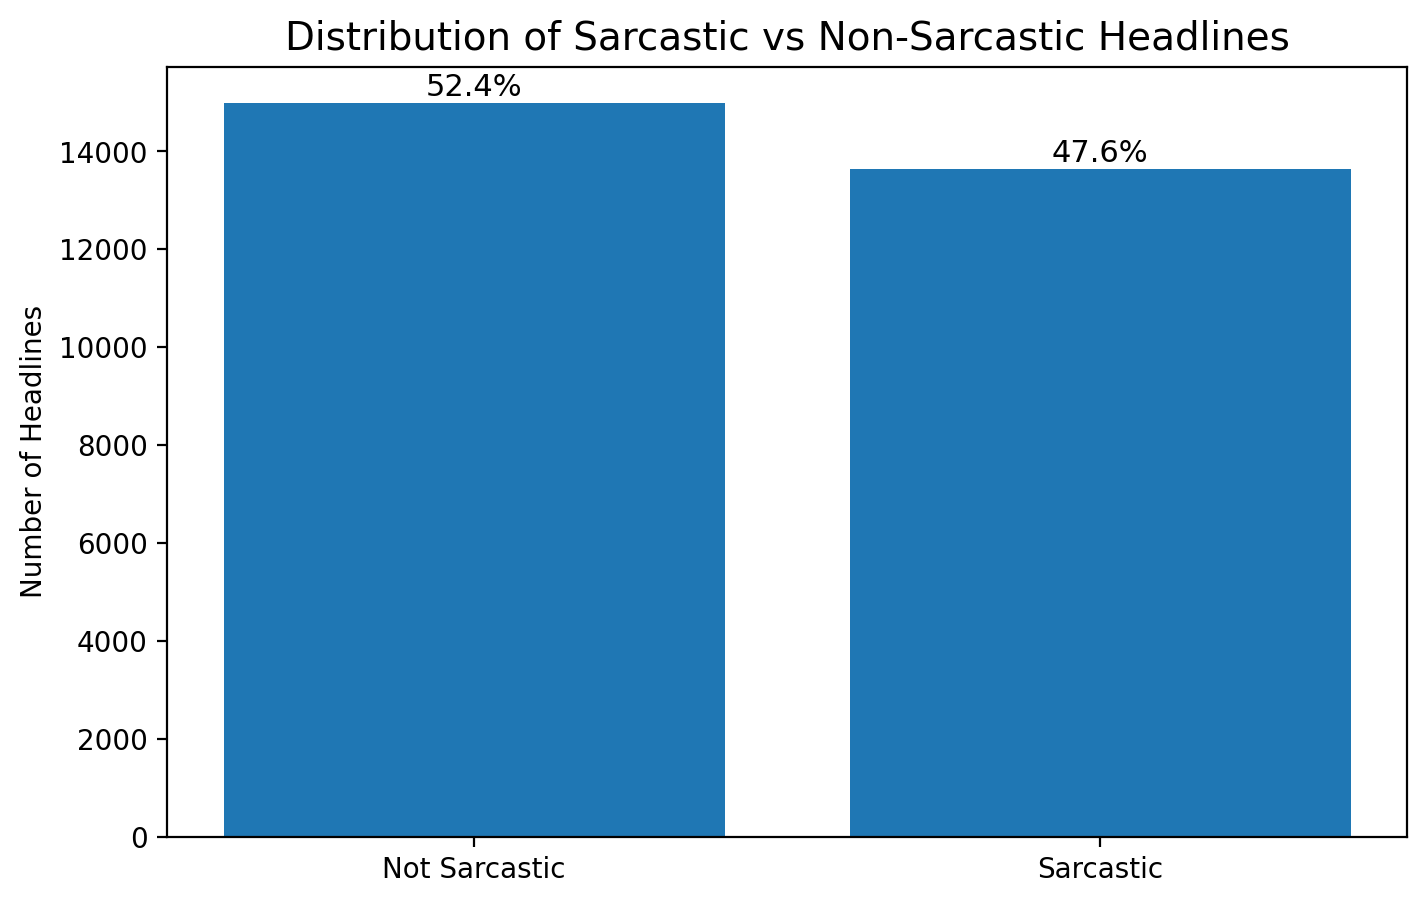 Distribution of Sarcastic vs Non-Sarcastic Headlines
52.4%
47.6%
14000
12000
10000
8000
6000
4000
2000
0
Number of Headlines
Not Sarcastic
Sarcastic